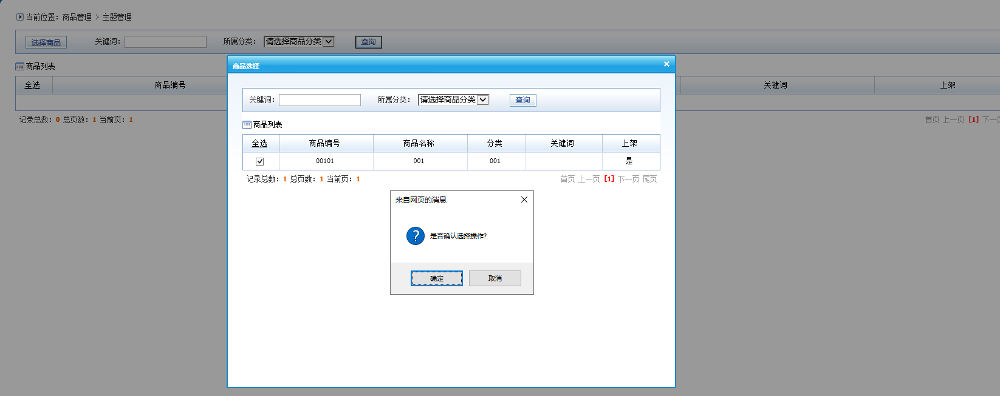 当前位置：商品管理 > 主题管理
选择商品 关键词： 所属分类： 请选择商品分类 查询
商品列表
全选 商品编号 关键词 上架
记录总数：0 总页数：1 当前页：1 首页 上一页 [1] 下一页
商品选择
关键词： 所属分类： 请选择商品分类 查询
商品列表
全选 商品编号 商品名称 分类 关键词 上架
00101 001 001 是
记录总数：1 总页数：1 当前页：1 首页 上一页 [1] 下一页 尾页
来自网页的消息
是否确认选择操作?
确定 取消